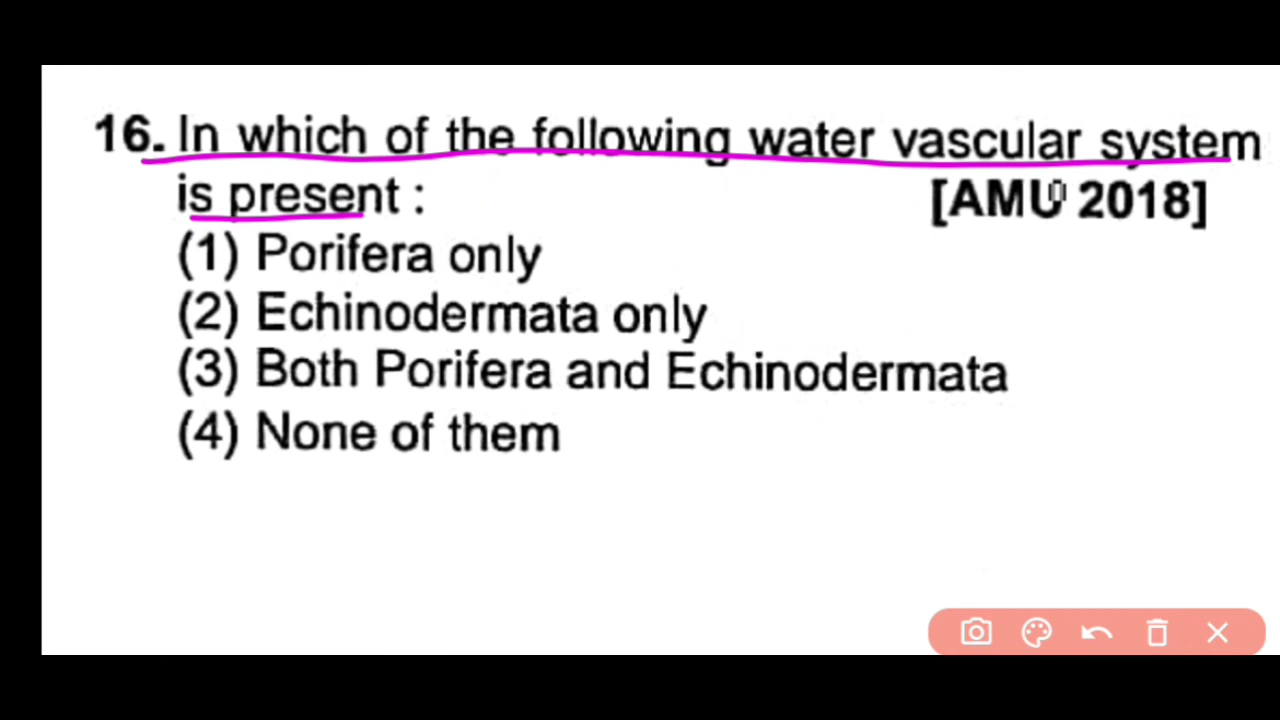 16. In which of the following water vascular system
is present : [AMU 2018]
(1) Porifera only
(2) Echinodermata only
(3) Both Porifera and Echinodermata
(4) None of them